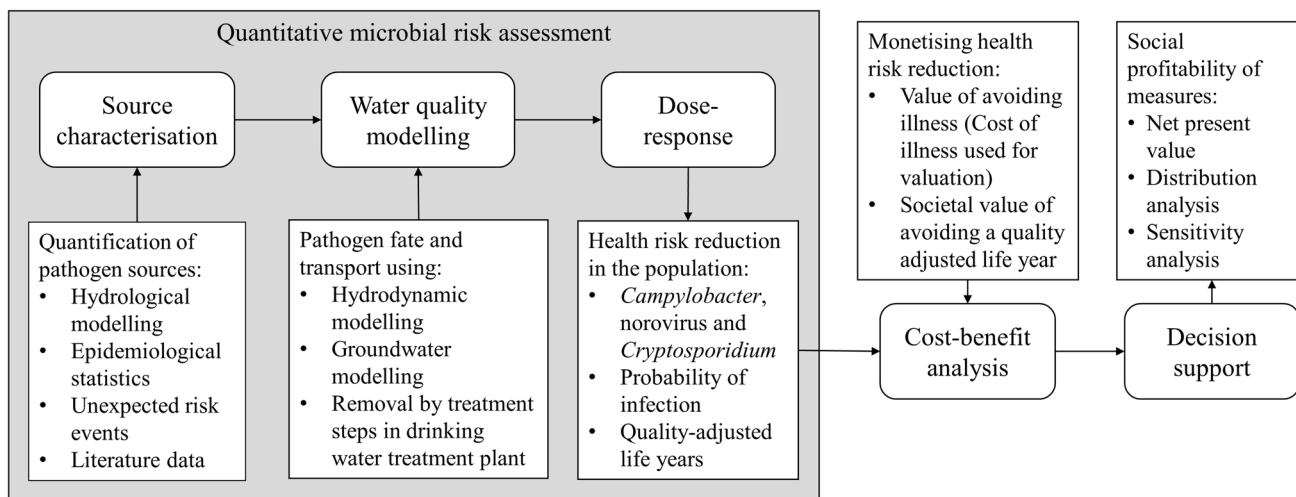 Quantitative microbial risk assessment
Source
characterisation
Water quality
modelling
Dose-
response
Quantification of
pathogen sources:
• Hydrological
modelling
• Epidemiological
statistics
• Unexpected risk
events
• Literature data
Pathogen fate and
transport using:
• Hydrodynamic
modelling
• Groundwater
modelling
• Removal by treatment
steps in drinking
water treatment plant
Health risk reduction
in the population:
• Campylobacter,
norovirus and
Cryptosporidium
• Probability of
infection
• Quality-adjusted
life years
Monetising health
risk reduction:
• Value of avoiding
illness (Cost of
illness used for
valuation)
• Societal value of
avoiding a quality
adjusted life year
Cost-benefit
analysis
Social
profitability of
measures:
• Net present
value
• Distribution
analysis
• Sensitivity
analysis
Decision
support